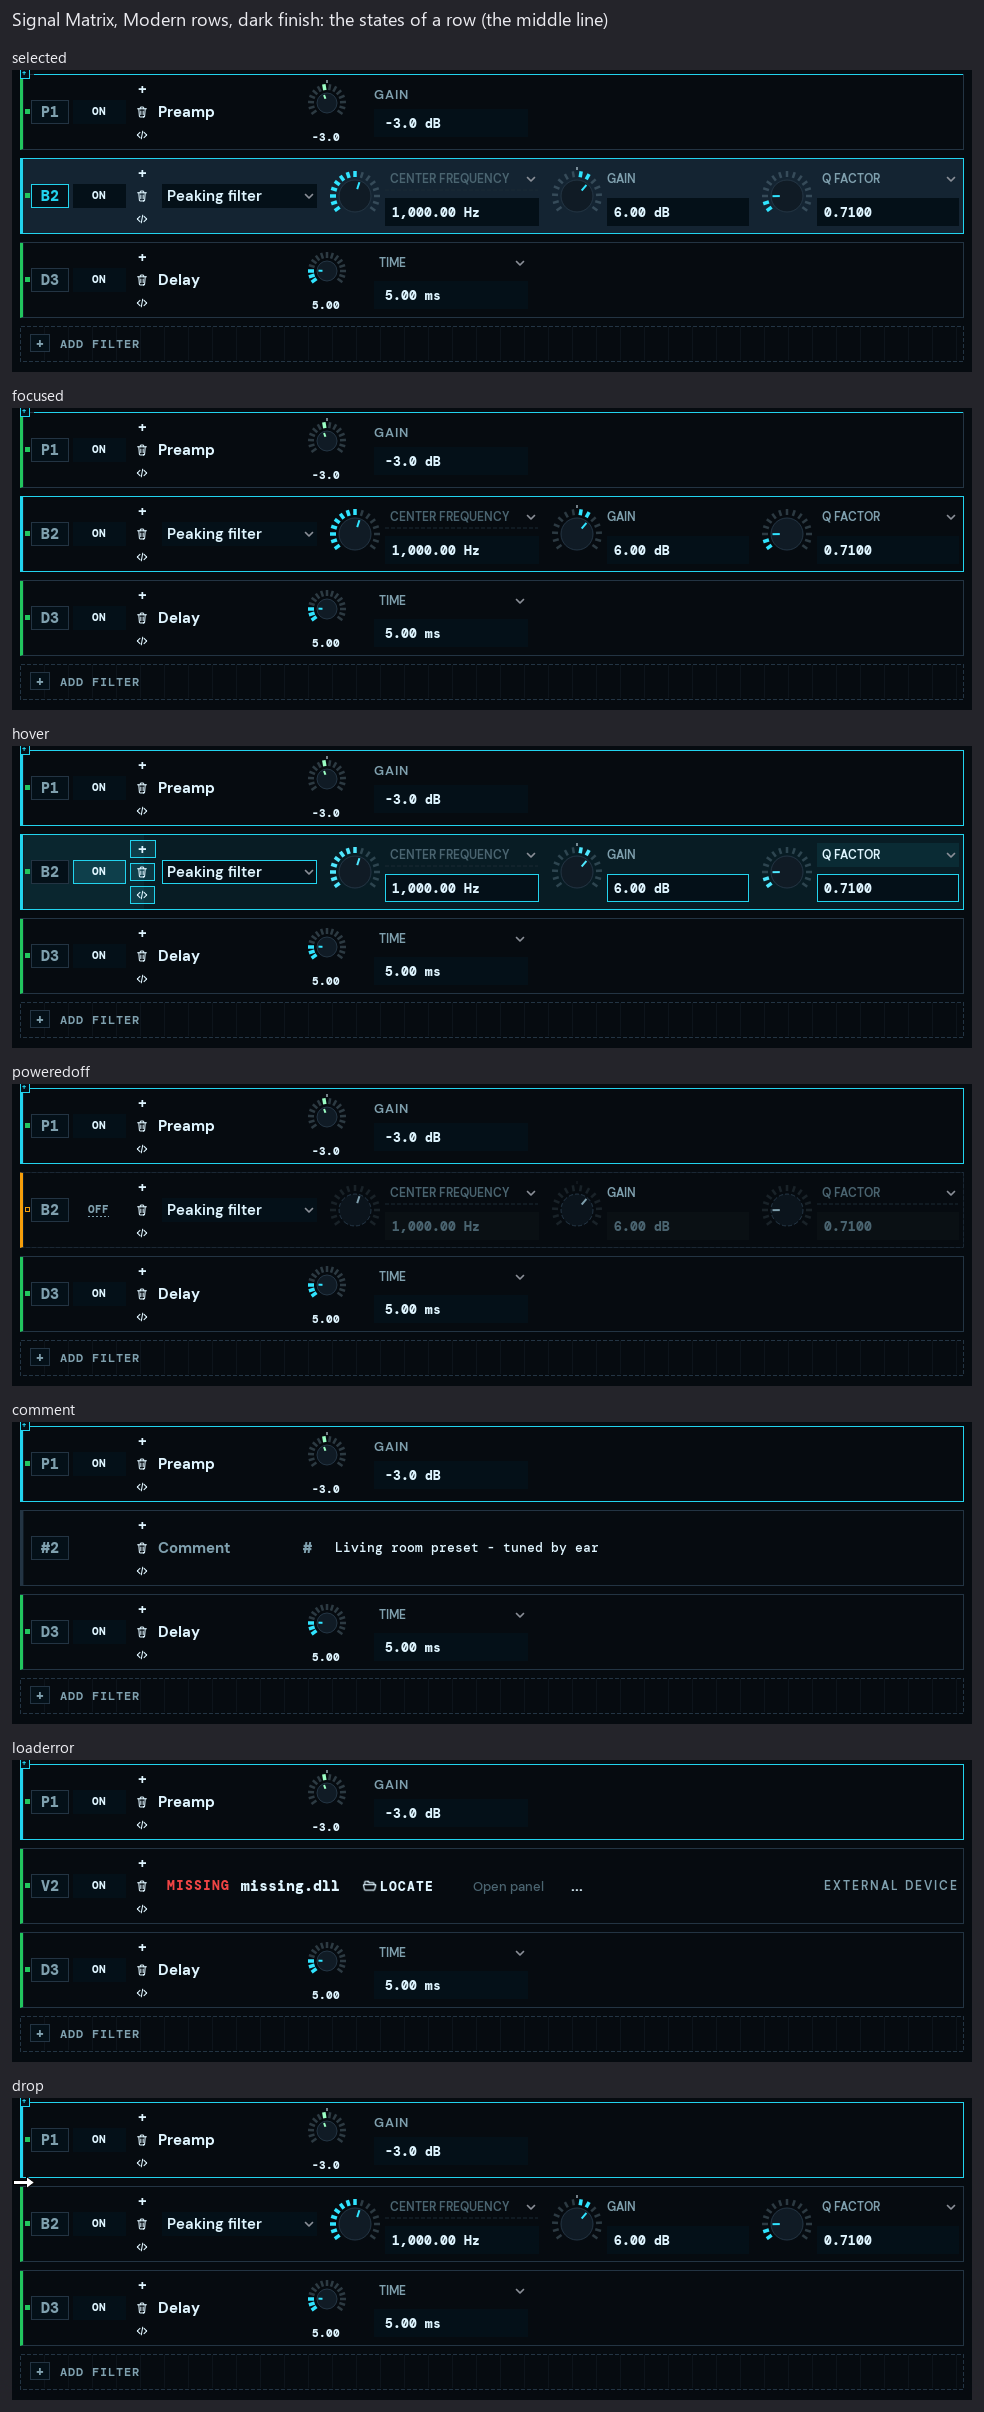 Signal Matrix, Modern rows, dark finish: the states of a row (the middle line)
selected
+
P1 ON Preamp GAIN
</> -3.0 -3.0 dB
+
B2 ON Peaking filter CENTER FREQUENCY GAIN Q FACTOR
</> 1,000.00 Hz 6.00 dB 0.7100
+
D3 ON Delay TIME
</> 5.00 5.00 ms
+ ADD FILTER
focused
+
P1 ON Preamp GAIN
</> -3.0 -3.0 dB
+
B2 ON Peaking filter CENTER FREQUENCY GAIN Q FACTOR
</> 1,000.00 Hz 6.00 dB 0.7100
+
D3 ON Delay TIME
</> 5.00 5.00 ms
+ ADD FILTER
hover
+
P1 ON Preamp GAIN
</> -3.0 -3.0 dB
+
B2 ON Peaking filter CENTER FREQUENCY GAIN Q FACTOR
</> 1,000.00 Hz 6.00 dB 0.7100
+
D3 ON Delay TIME
</> 5.00 5.00 ms
+ ADD FILTER
poweredoff
+
P1 ON Preamp GAIN
</> -3.0 -3.0 dB
+
B2 OFF Peaking filter CENTER FREQUENCY GAIN Q FACTOR
</> 1,000.00 Hz 6.00 dB 0.7100
+
D3 ON Delay TIME
</> 5.00 5.00 ms
+ ADD FILTER
comment
+
P1 ON Preamp GAIN
</> -3.0 -3.0 dB
+
#2 Comment # Living room preset - tuned by ear
</>
+
D3 ON Delay TIME
</> 5.00 5.00 ms
+ ADD FILTER
loaderror
+
P1 ON Preamp GAIN
</> -3.0 -3.0 dB
+
V2 ON MISSING missing.dll LOCATE Open panel ... EXTERNAL DEVICE
</>
+
D3 ON Delay TIME
</> 5.00 5.00 ms
+ ADD FILTER
drop
+
P1 ON Preamp GAIN
</> -3.0 -3.0 dB
+
B2 ON Peaking filter CENTER FREQUENCY GAIN Q FACTOR
</> 1,000.00 Hz 6.00 dB 0.7100
+
D3 ON Delay TIME
</> 5.00 5.00 ms
+ ADD FILTER